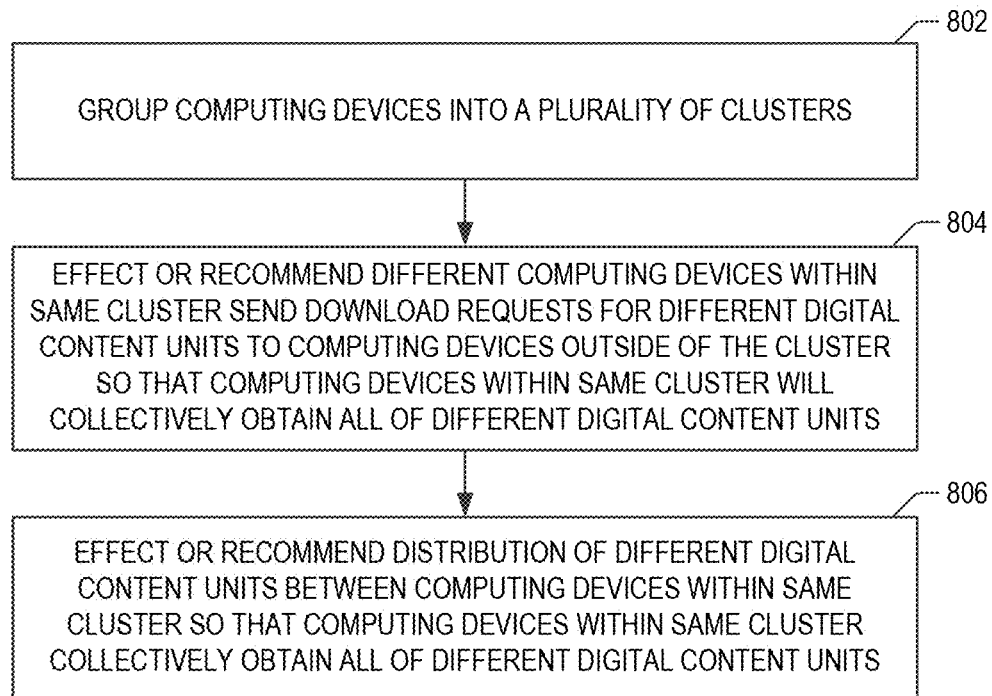 802
GROUP COMPUTING DEVICES INTO A PLURALITY OF CLUSTERS
804
EFFECT OR RECOMMEND DIFFERENT COMPUTING DEVICES WITHIN
SAME CLUSTER SEND DOWNLOAD REQUESTS FOR DIFFERENT DIGITAL
CONTENT UNITS TO COMPUTING DEVICES OUTSIDE OF THE CLUSTER
SO THAT COMPUTING DEVICES WITHIN SAME CLUSTER WILL
COLLECTIVELY OBTAIN ALL OF DIFFERENT DIGITAL CONTENT UNITS
806
EFFECT OR RECOMMEND DISTRIBUTION OF DIFFERENT DIGITAL
CONTENT UNITS BETWEEN COMPUTING DEVICES WITHIN SAME
CLUSTER SO THAT COMPUTING DEVICES WITHIN SAME CLUSTER
COLLECTIVELY OBTAIN ALL OF DIFFERENT DIGITAL CONTENT UNITS